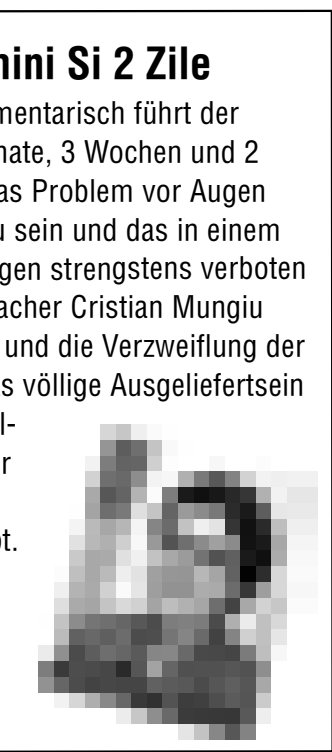 nini Si 2 Zile
mentarisch führt der
nate, 3 Wochen und 2
as Problem vor Augen
u sein und das in einem
gen strengstens verboten
acher Cristian Mungiu
und die Verzweiflung der
s völlige Ausgeliefertsein
l-
r
ot.